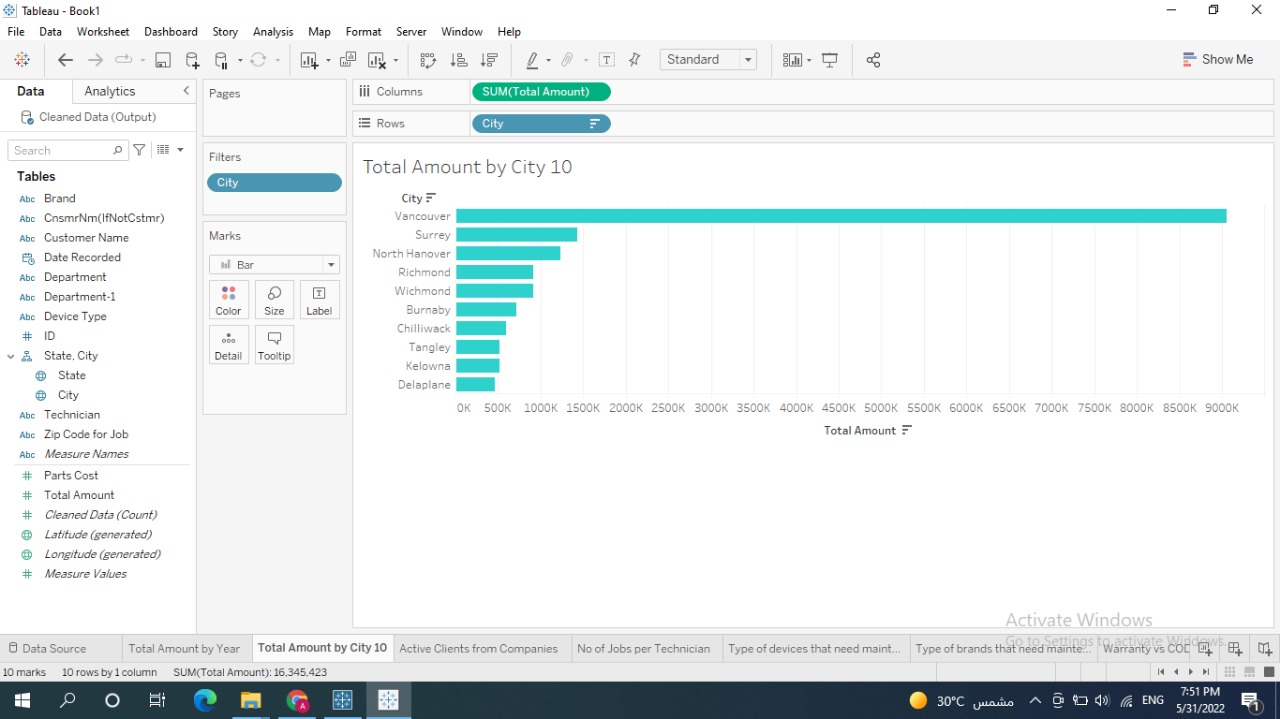 Tableau - Book1
File Data Worksheet Dashboard Story Analysis Map Format Server Window Help
Standard
Show Me
Data Analytics
Cleaned Data (Output)
Search
Tables
Abc Brand
Abc CnsmrNm(IfNotCstmr)
Abc Customer Name
Date Recorded
Abc Department
Abc Department-1
Abc Device Type
# ID
State, City
State
City
Abc Technician
Abc Zip Code for Job
Abc Measure Names
# Parts Cost
# Total Amount
# Cleaned Data (Count)
Latitude (generated)
Longitude (generated)
# Measure Values
Pages
Filters
City
Marks
Bar
Color Size Label
Detail Tooltip
Columns SUM(Total Amount)
Rows City
Total Amount by City 10
City
Vancouver
Surrey
North Hanover
Richmond
Wichmond
Burnaby
Chilliwack
Tangley
Kelowna
Delaplane
0K 500K 1000K 1500K 2000K 2500K 3000K 3500K 4000K 4500K 5000K 5500K 6000K 6500K 7000K 7500K 8000K 8500K 9000K
Total Amount
Activate Windows
Go to Settings to activate Windows.
Data Source Total Amount by Year Total Amount by City 10 Active Clients from Companies No of Jobs per Technician Type of devices that need maint... Type of brands that need mainte... Warranty vs COD
10 marks 10 rows by 1 column SUM(Total Amount): 16,345,423
30°C مشمس ENG 7:51 PM
5/31/2022
1